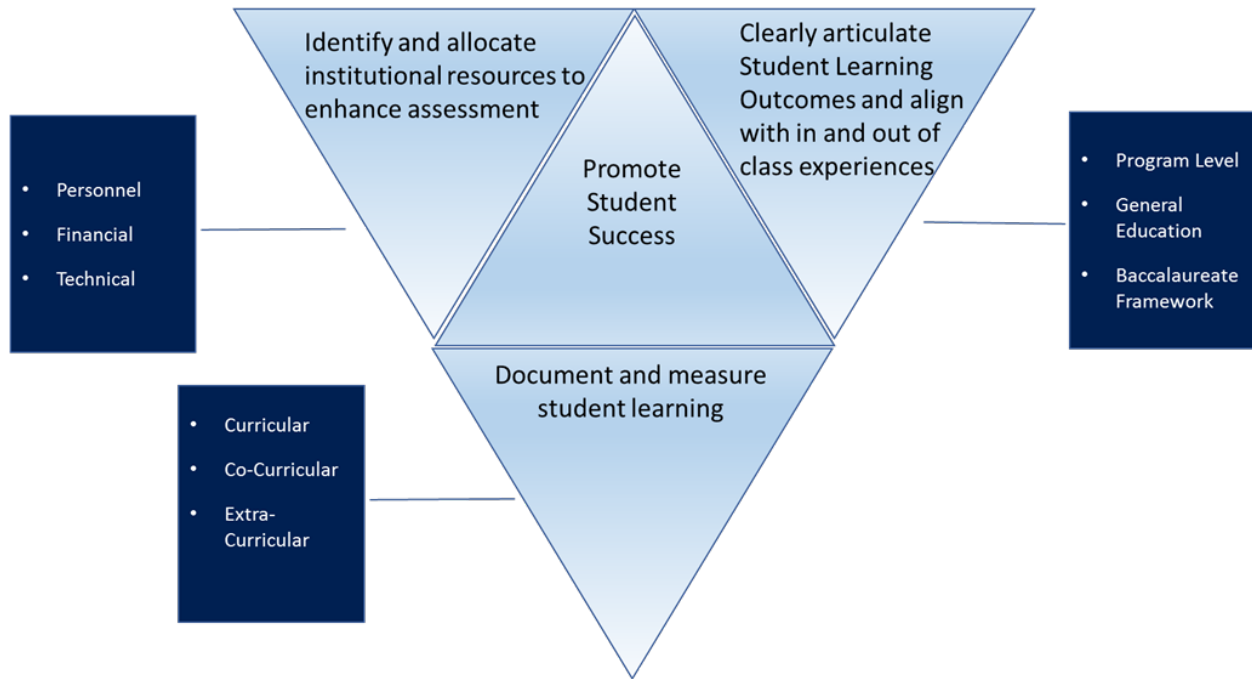 Identify and allocate
institutional resources to
enhance assessment
Clearly articulate
Student Learning
Outcomes and align
with in and out of
class experiences
Promote
Student
Success
• Personnel
• Financial
• Technical
• Program Level
• General
Education
• Baccalaureate
Framework
Document and measure
student learning
• Curricular
• Co-Curricular
• Extra-
Curricular